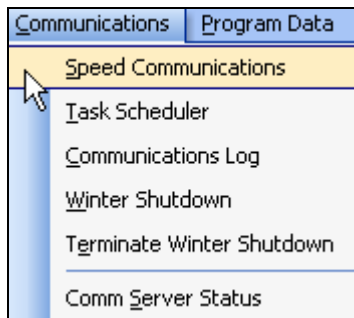 Communications Program Data
Speed Communications
Task Scheduler
Communications Log
Winter Shutdown
Terminate Winter Shutdown
Comm Server Status